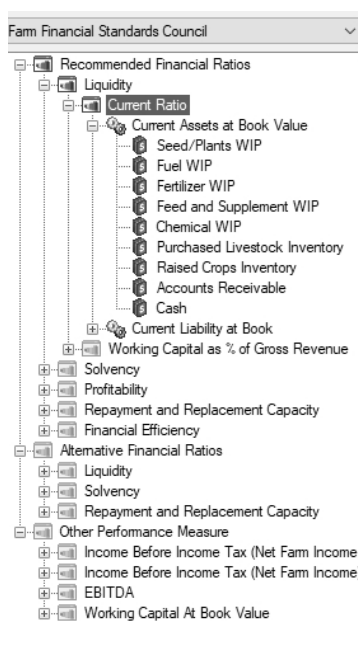 Farm Financial Standards Council
Recommended Financial Ratios
Liquidity
Current Ratio
Current Assets at Book Value
Seed/Plants WIP
Fuel WIP
Fertilizer WIP
Feed and Supplement WIP
Chemical WIP
Purchased Livestock Inventory
Raised Crops Inventory
Accounts Receivable
Cash
Current Liability at Book
Working Capital as % of Gross Revenue
Solvency
Profitability
Repayment and Replacement Capacity
Financial Efficiency
Alternative Financial Ratios
Liquidity
Solvency
Repayment and Replacement Capacity
Other Performance Measure
Income Before Income Tax (Net Farm Income
Income Before Income Tax (Net Farm Income
EBITDA
Working Capital At Book Value